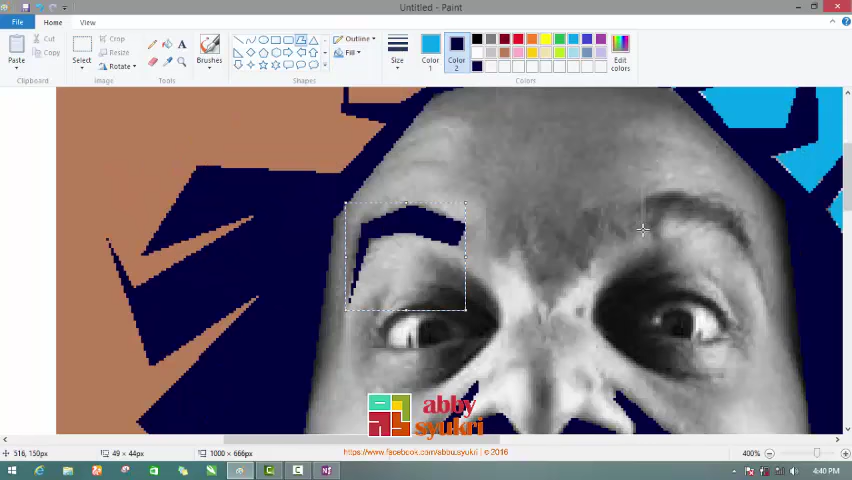 Untitled - Paint
File
Home
View
Paste
Cut
Copy
Clipboard
Select
Crop
Resize
Rotate
Image
A
Tools
Brushes
Shapes
Outline
Fill
Size
Color 1
Color 2
Edit colors
Colors
abby
syukri
516, 150px
49 × 44px
1000 × 666px
https://www.facebook.com/abbu.syukri | © 2016
400%
4:40 PM